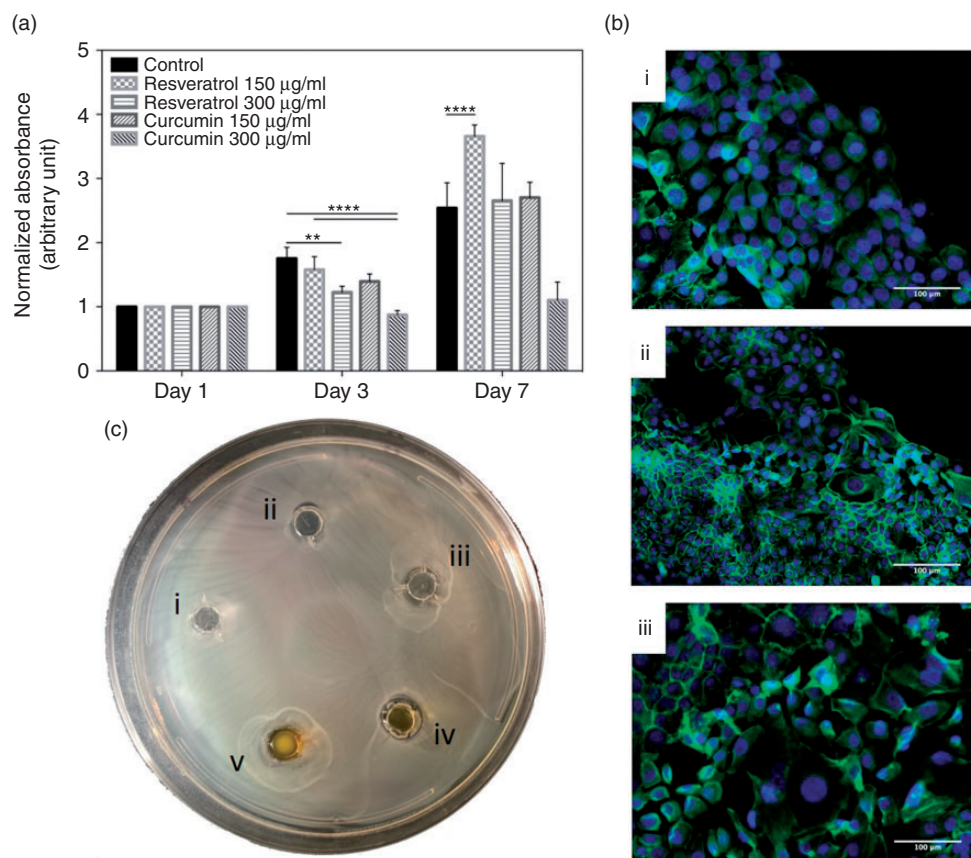 (a)
Normalized absorbance
(arbitrary unit)
5
4
3
2
1
0
Control
Resveratrol 150 μg/ml
Resveratrol 300 μg/ml
Curcumin 150 μg/ml
Curcumin 300 μg/ml
****
**
****
Day 1
Day 3
Day 7
(b)
i
100 μm
ii
100 μm
iii
100 μm
(c)
i
ii
iii
iv
v